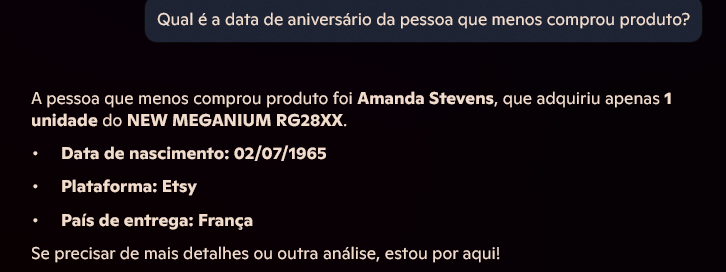 Qual é a data de aniversário da pessoa que menos comprou produto?
A pessoa que menos comprou produto foi Amanda Stevens, que adquiriu apenas 1
unidade do NEW MEGANIUM RG28XX.
• Data de nascimento: 02/07/1965
• Plataforma: Etsy
• País de entrega: França
Se precisar de mais detalhes ou outra análise, estou por aqui!